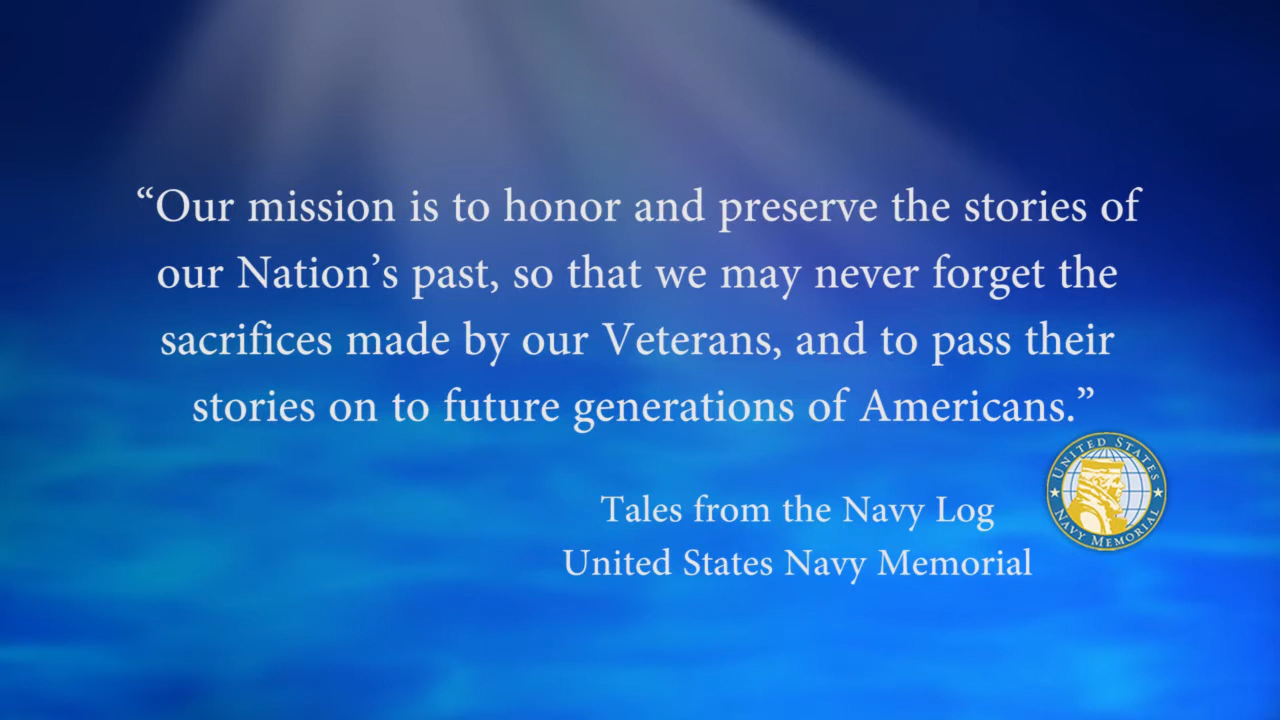 “Our mission is to honor and preserve the stories of
our Nation’s past, so that we may never forget the
sacrifices made by our Veterans, and to pass their
stories on to future generations of Americans.”
Tales from the Navy Log
United States Navy Memorial
UNITED STATES
NAVY MEMORIAL